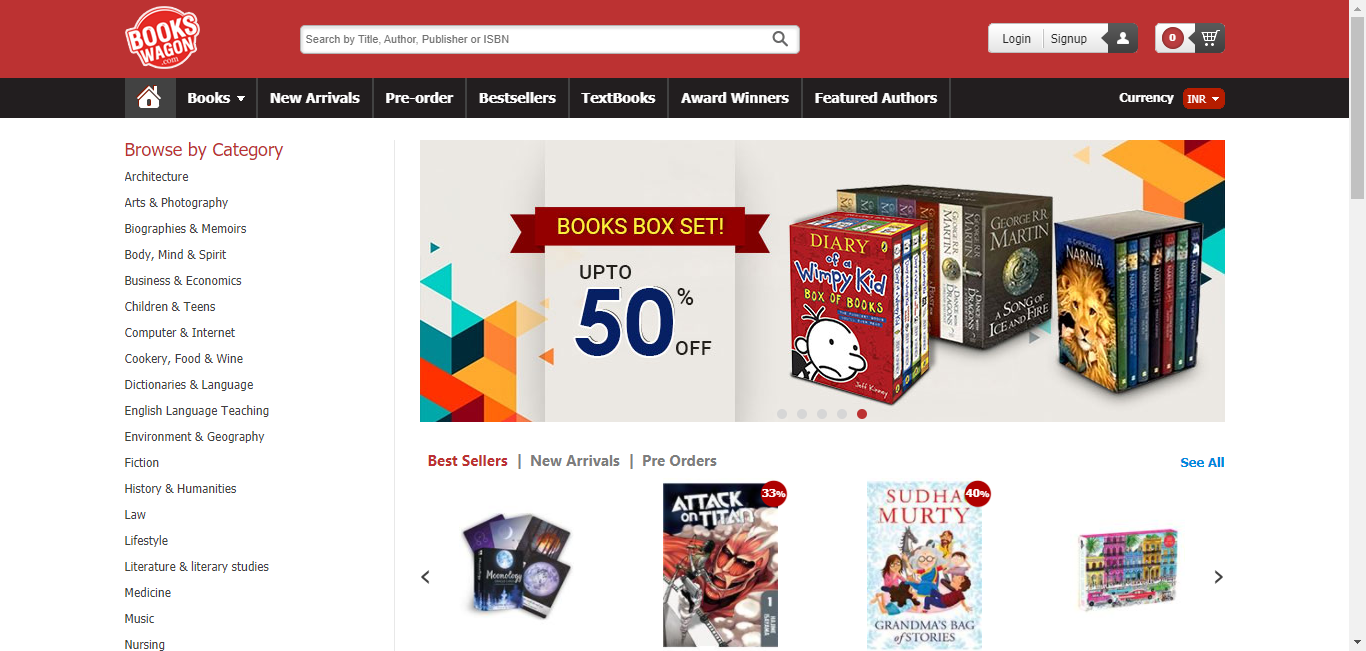 BOOKS
WAGON
.com
Search by Title, Author, Publisher or ISBN
Login
Signup
0
Books
New Arrivals
Pre-order
Bestsellers
TextBooks
Award Winners
Featured Authors
Currency
INR
Browse by Category
Architecture
Arts & Photography
Biographies & Memoirs
Body, Mind & Spirit
Business & Economics
Children & Teens
Computer & Internet
Cookery, Food & Wine
Dictionaries & Language
English Language Teaching
Environment & Geography
Fiction
History & Humanities
Law
Lifestyle
Literature & literary studies
Medicine
Music
Nursing
BOOKS BOX SET!
UPTO
50%
OFF
DIARY
of a
Wimpy Kid
BOX OF BOOKS
Jeff Kinney
GEORGE R.R.
MARTIN
A SONG OF
ICE AND FIRE
NARNIA
Best Sellers | New Arrivals | Pre Orders
See All
Moonology
33%
ATTACK
ON TITAN
1
HAJIME
ISAYAMA
40%
SUDHA
MURTY
GRANDMA'S BAG
of STORIES